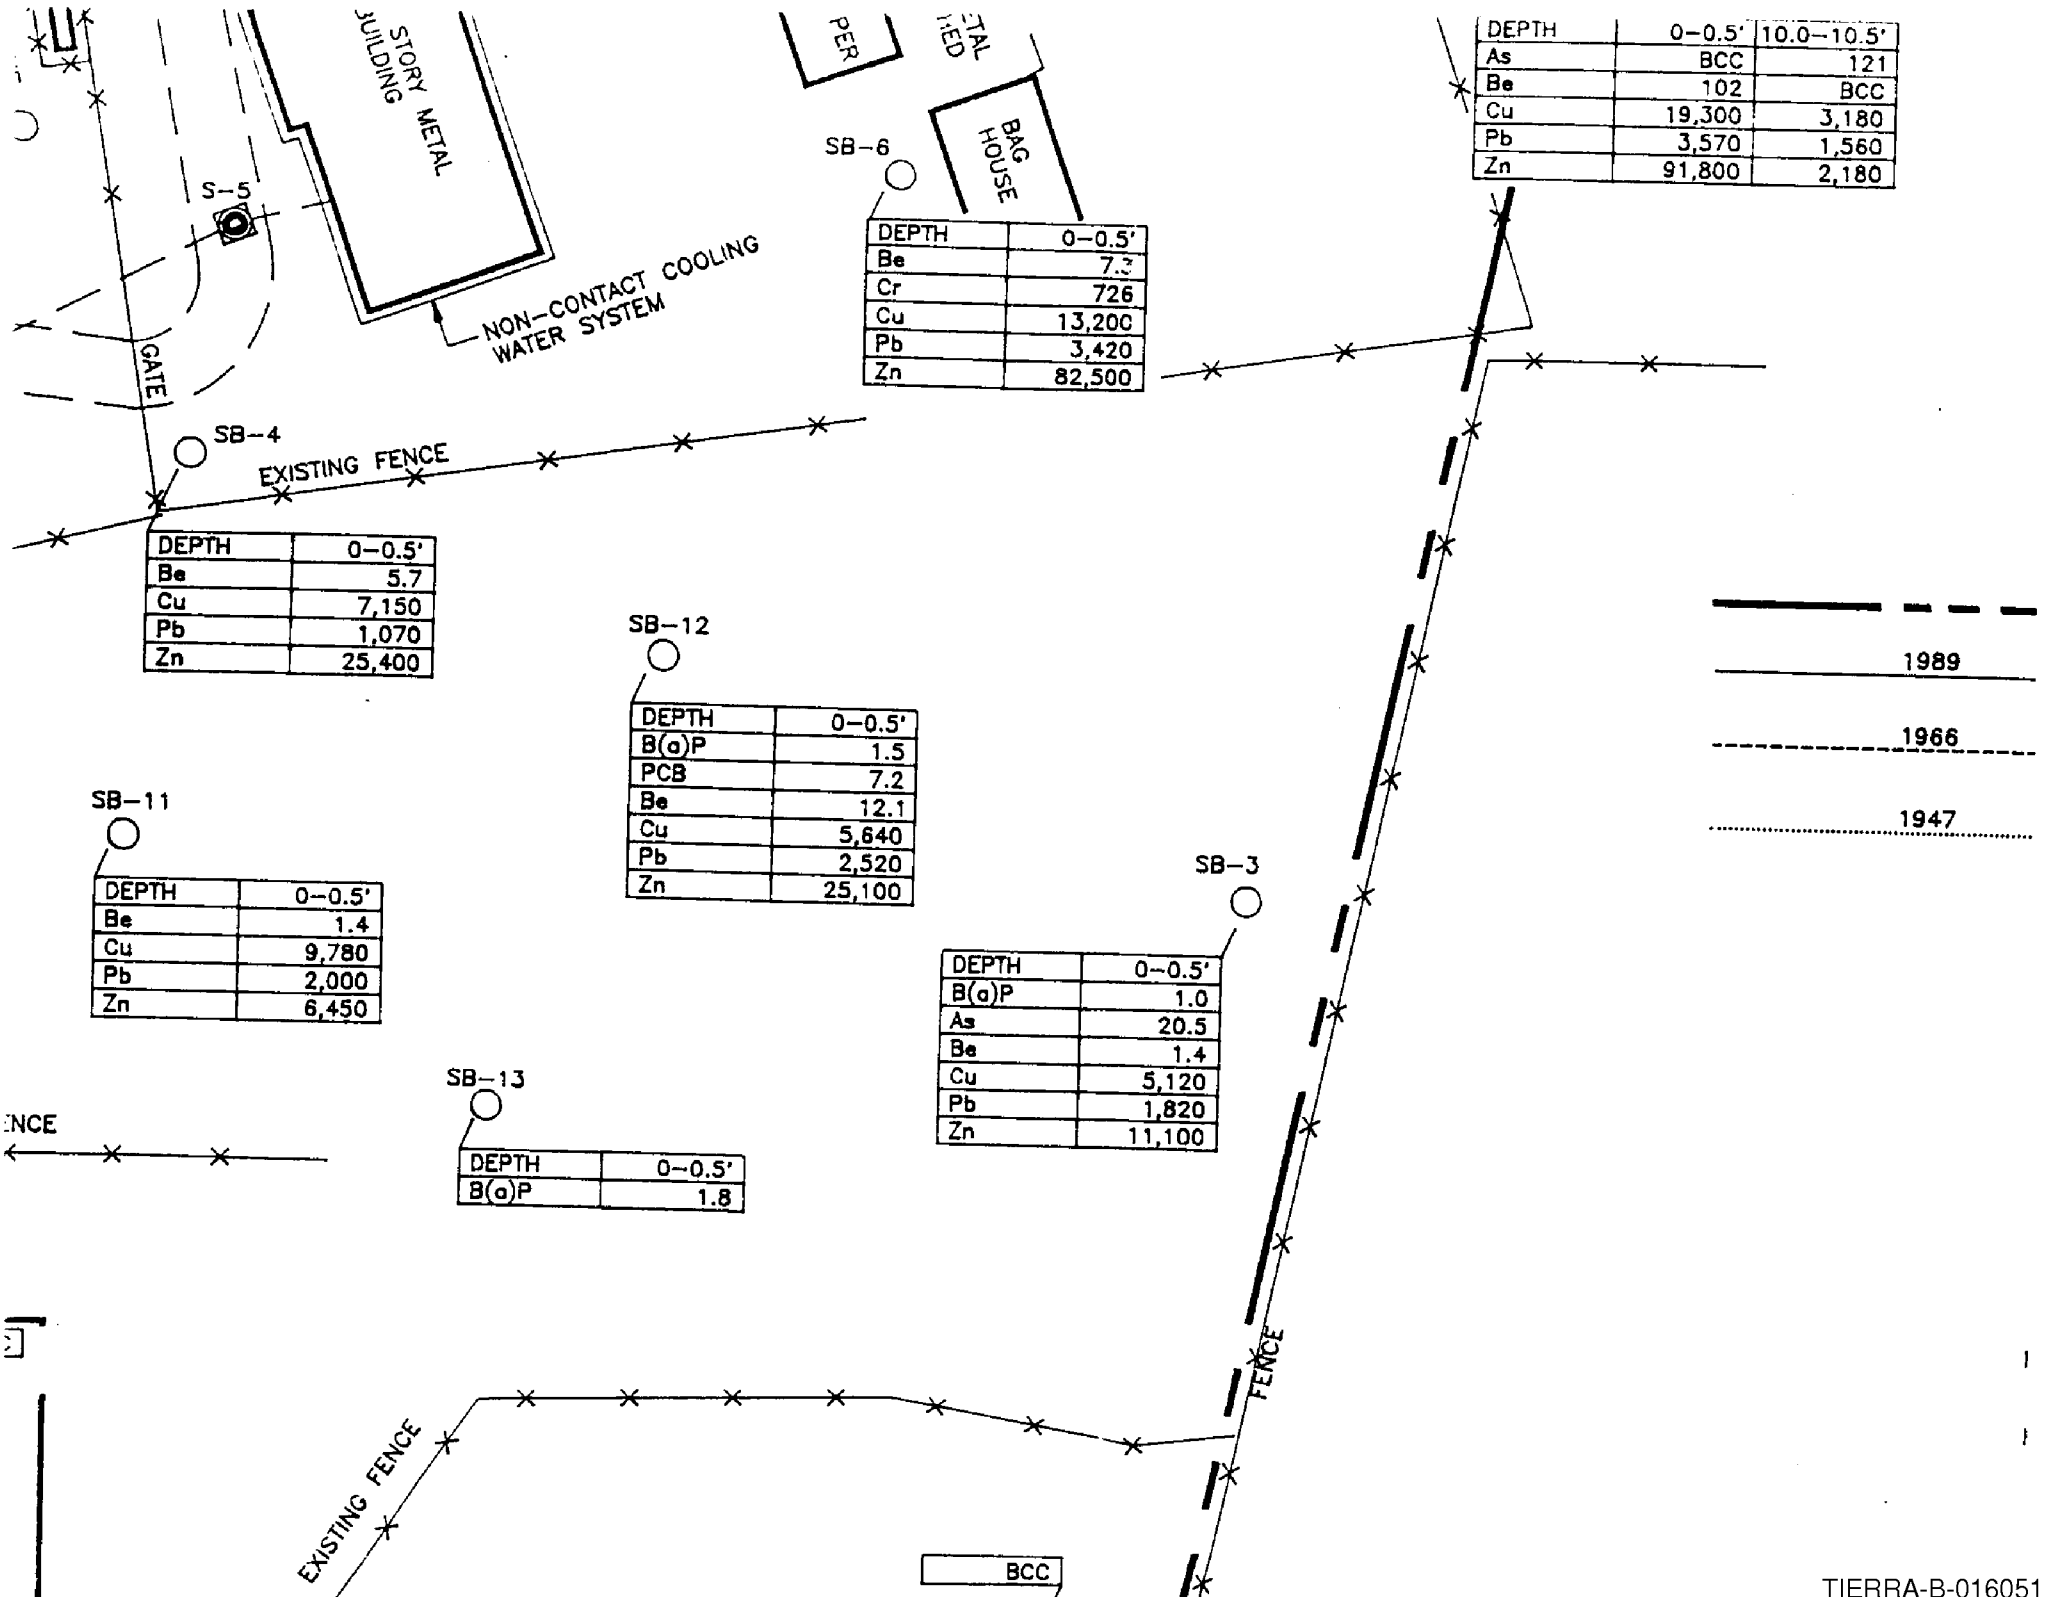 STORY METAL
BUILDING
PER
BAG
HOUSE
DEPTH 0-0.5' 10.0-10.5'
As BCC 121
Be 102 BCC
Cu 19,300 3,180
Pb 3,570 1,560
Zn 91,800 2,180
S-5
SB-6
DEPTH 0-0.5'
Be 7.3
Cr 726
Cu 13,200
Pb 3,420
Zn 82,500
NON-CONTACT COOLING
WATER SYSTEM
GATE
SB-4
EXISTING FENCE
DEPTH 0-0.5'
Be 5.7
Cu 7,150
Pb 1,070
Zn 25,400
SB-12
DEPTH 0-0.5'
B(a)P 1.5
PCB 7.2
Be 12.1
Cu 5,640
Pb 2,520
Zn 25,100
1989
1966
1947
SB-11
DEPTH 0-0.5'
Be 1.4
Cu 9,780
Pb 2,000
Zn 6,450
SB-3
DEPTH 0-0.5'
B(a)P 1.0
As 20.5
Be 1.4
Cu 5,120
Pb 1,820
Zn 11,100
SB-13
DEPTH 0-0.5'
B(a)P 1.8
ENCE
FENCE
EXISTING FENCE
BCC
TIERRA-B-016051